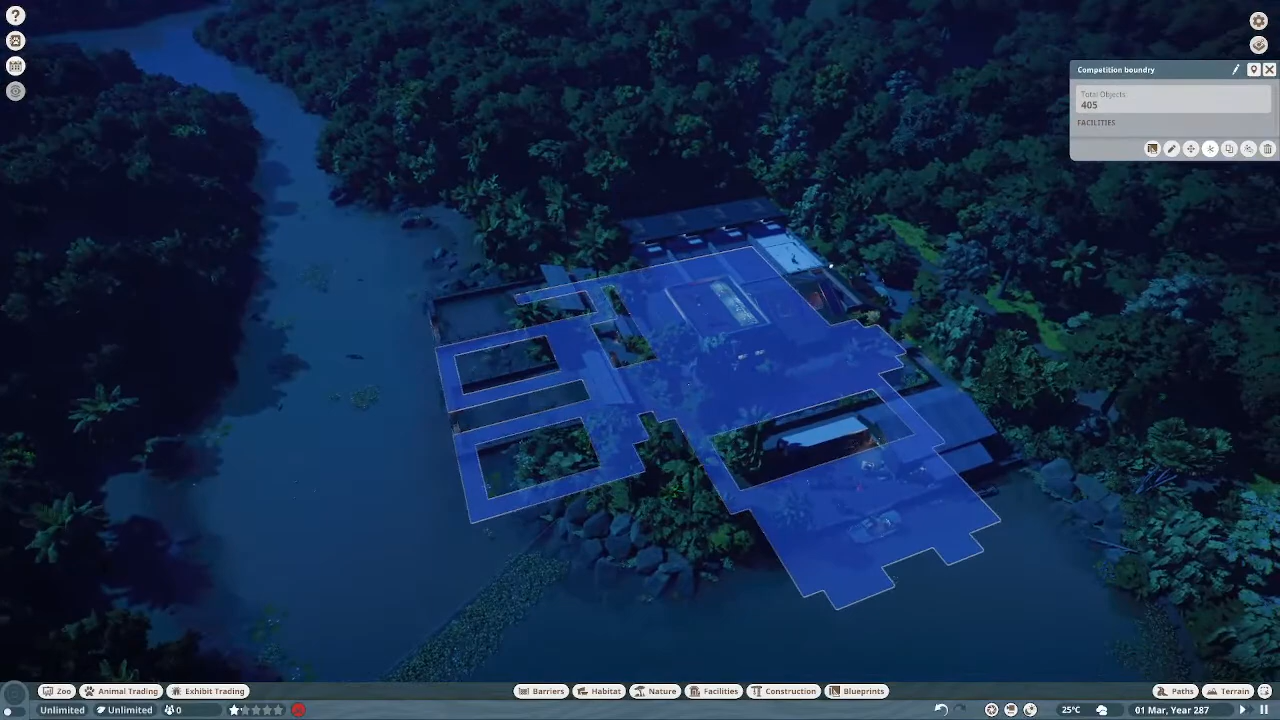 Competition boundry
Total Objects:
405
FACILITIES
Zoo
Animal Trading
Exhibit Trading
Barriers
Habitat
Nature
Facilities
Construction
Blueprints
Paths
Terrain
Unlimited
Unlimited
0
25°C
01 Mar, Year 287